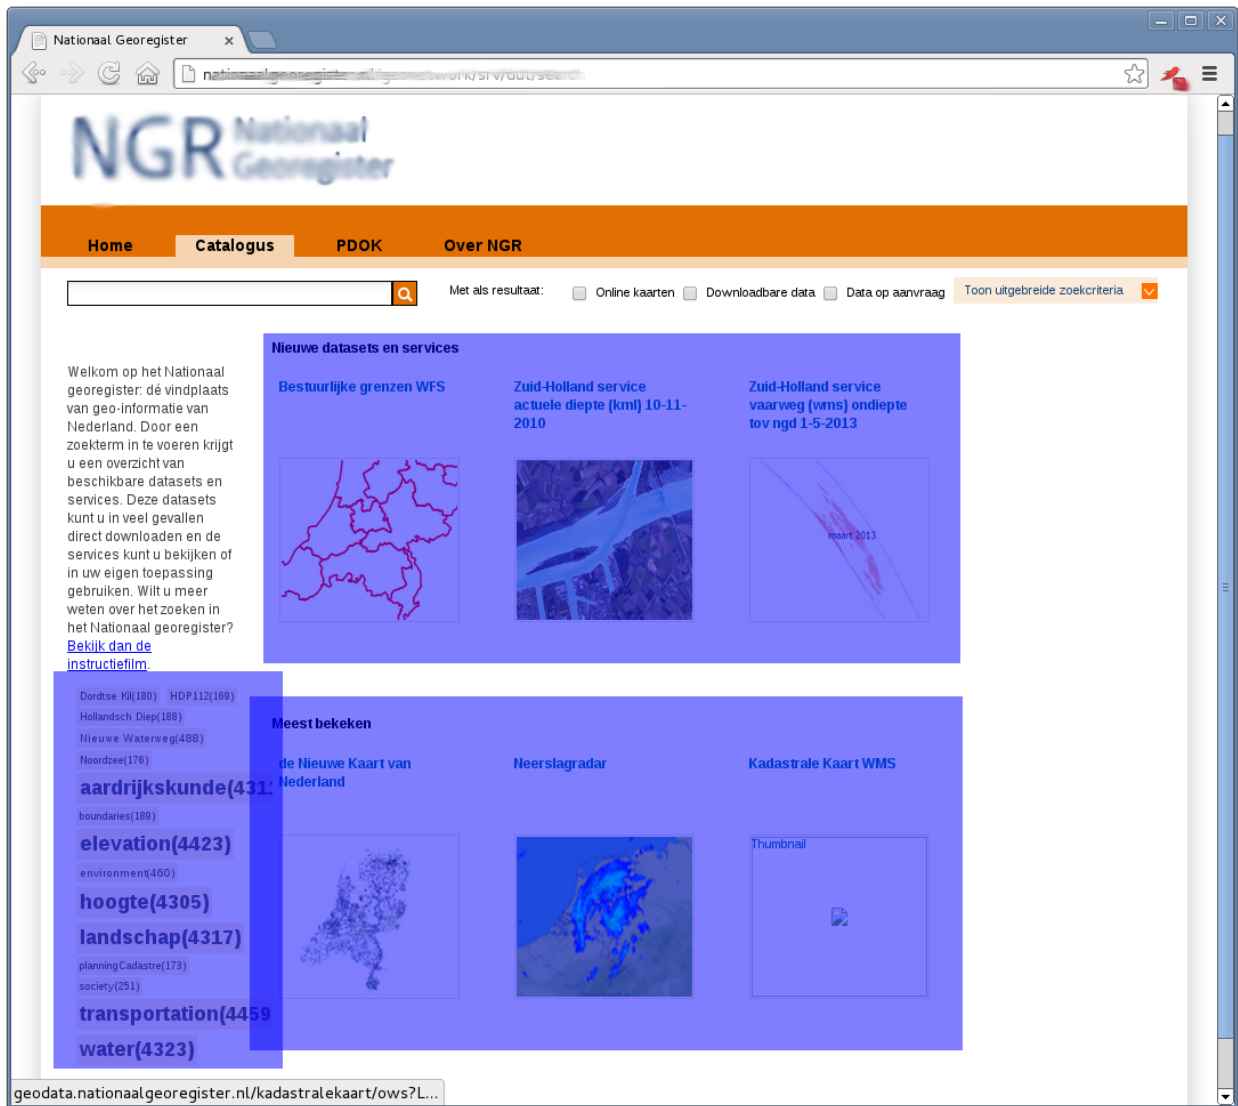 Nationaal Georegister
NGR Nationaal
Georegister
Home Catalogus PDOK Over NGR
Met als resultaat: Online kaarten Downloadbare data Data op aanvraag Toon uitgebreide zoekcriteria
Welkom op het Nationaal
georegister: dé vindplaats
van geo-informatie van
Nederland. Door een
zoekterm in te voeren krijgt
u een overzicht van
beschikbare datasets en
services. Deze datasets
kunt u in veel gevallen
direct downloaden en de
services kunt u bekijken of
in uw eigen toepassing
gebruiken. Wilt u meer
weten over het zoeken in
het Nationaal georegister?
Bekijk dan de
instructiefilm.
Nieuwe datasets en services
Bestuurlijke grenzen WFS
Zuid-Holland service
actuele diepte (kml) 10-11-
2010
Zuid-Holland service
vaarweg (wms) ondiepte
tov ngd 1-5-2013
maart 2013
Dordtse Kil(180) HDP112(169)
Hollandsch Diep(188)
Nieuwe Waterweg(488)
Noordzee(176)
aardrijkskunde(4311
boundaries(189)
elevation(4423)
environment(460)
hoogte(4305)
landschap(4317)
planningCadastre(173)
society(251)
transportation(4459
water(4323)
Meest bekeken
de Nieuwe Kaart van
Nederland
Neerslagradar
Kadastrale Kaart WMS
Thumbnail
geodata.nationaalgeoregister.nl/kadastralekaart/ows?L...